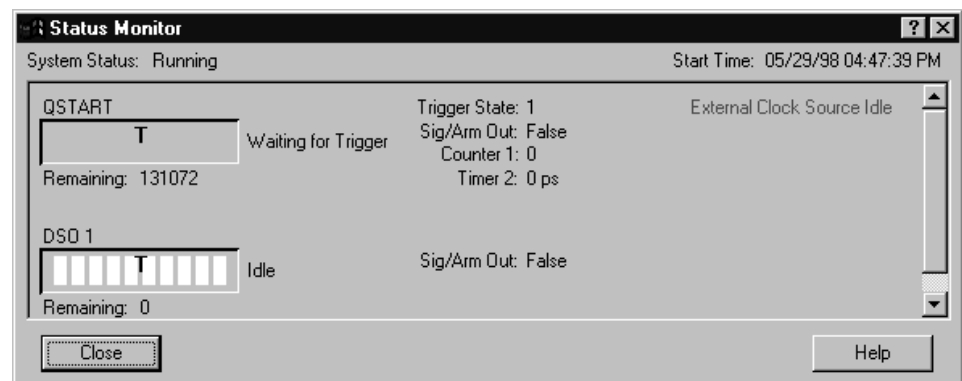 Status Monitor ? X
System Status: Running Start Time: 05/29/98 04:47:39 PM
QSTART Trigger State: 1 External Clock Source Idle
T Waiting for Trigger Sig/Arm Out: False
Counter 1: 0
Remaining: 131072 Timer 2: 0 ps
DSO 1
T Idle Sig/Arm Out: False
Remaining: 0
Close Help